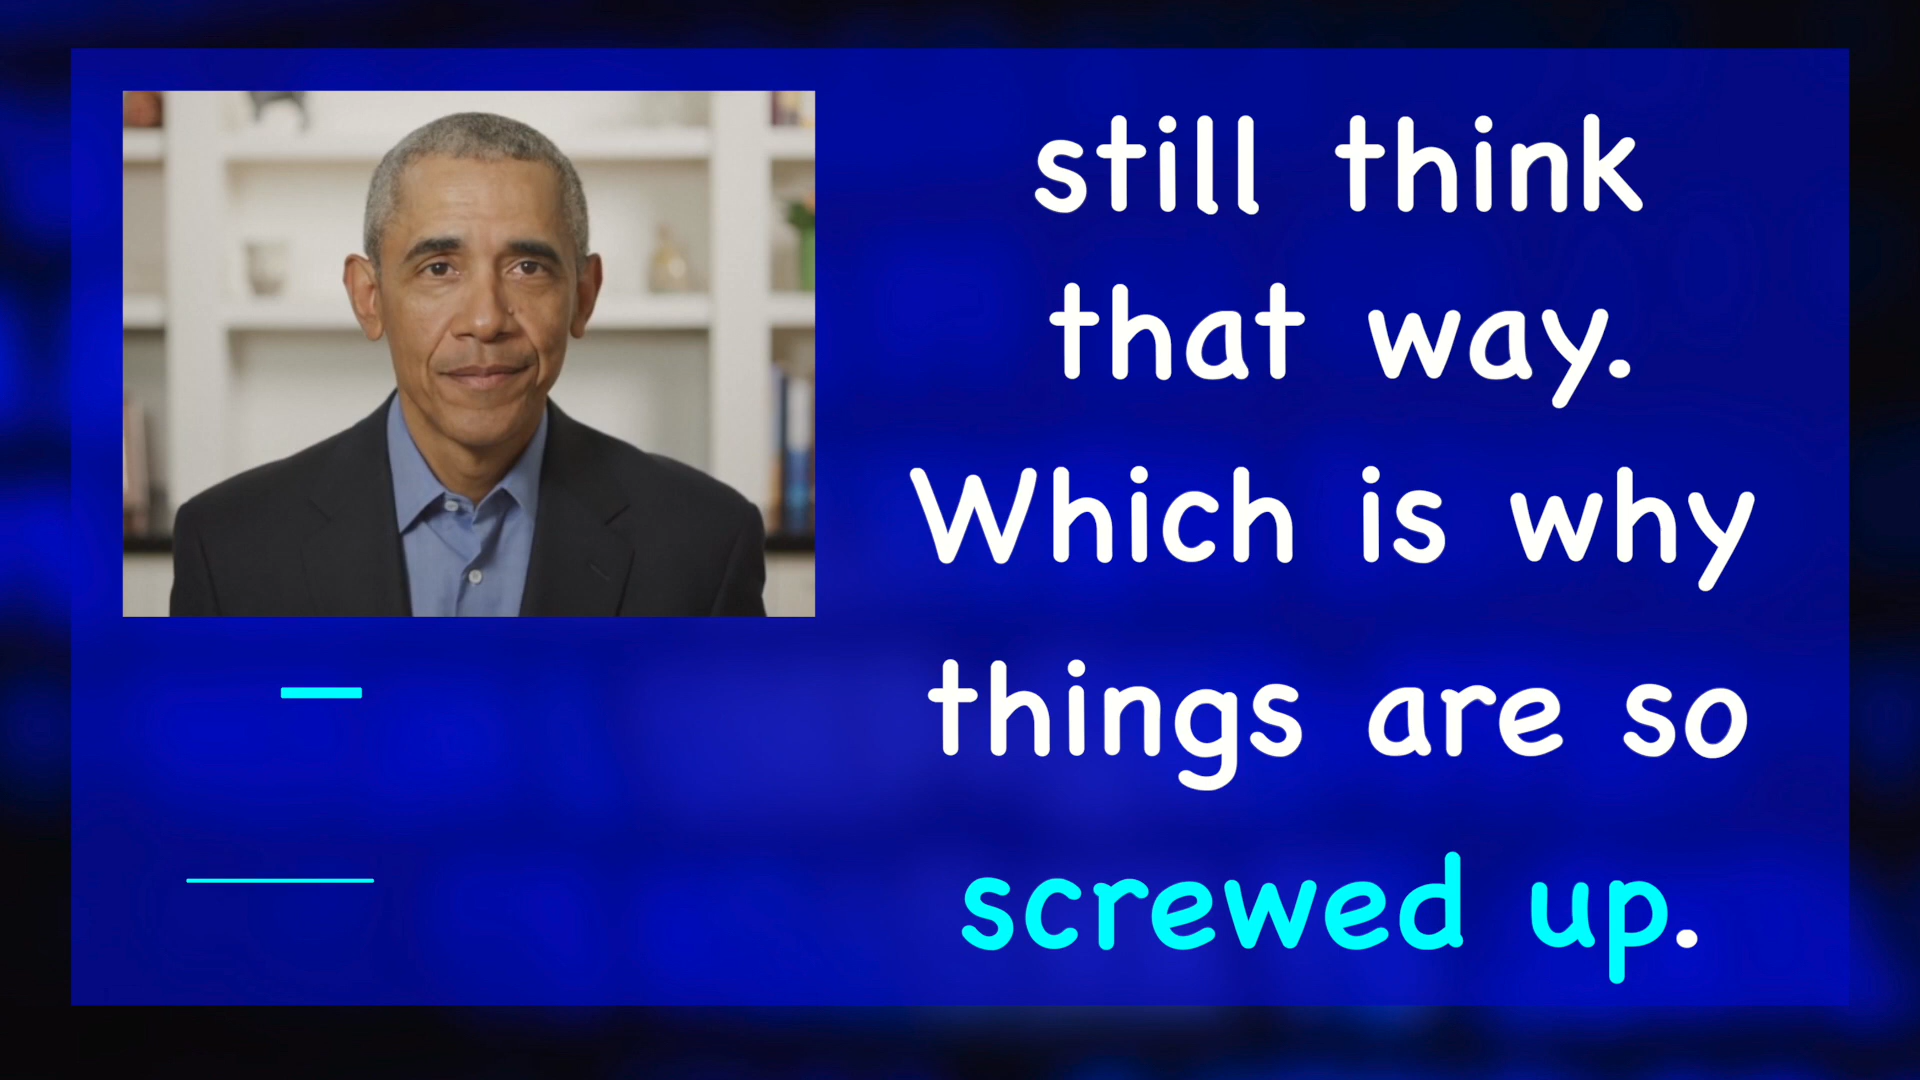 still think
that way.
Which is why
things are so
screwed up.